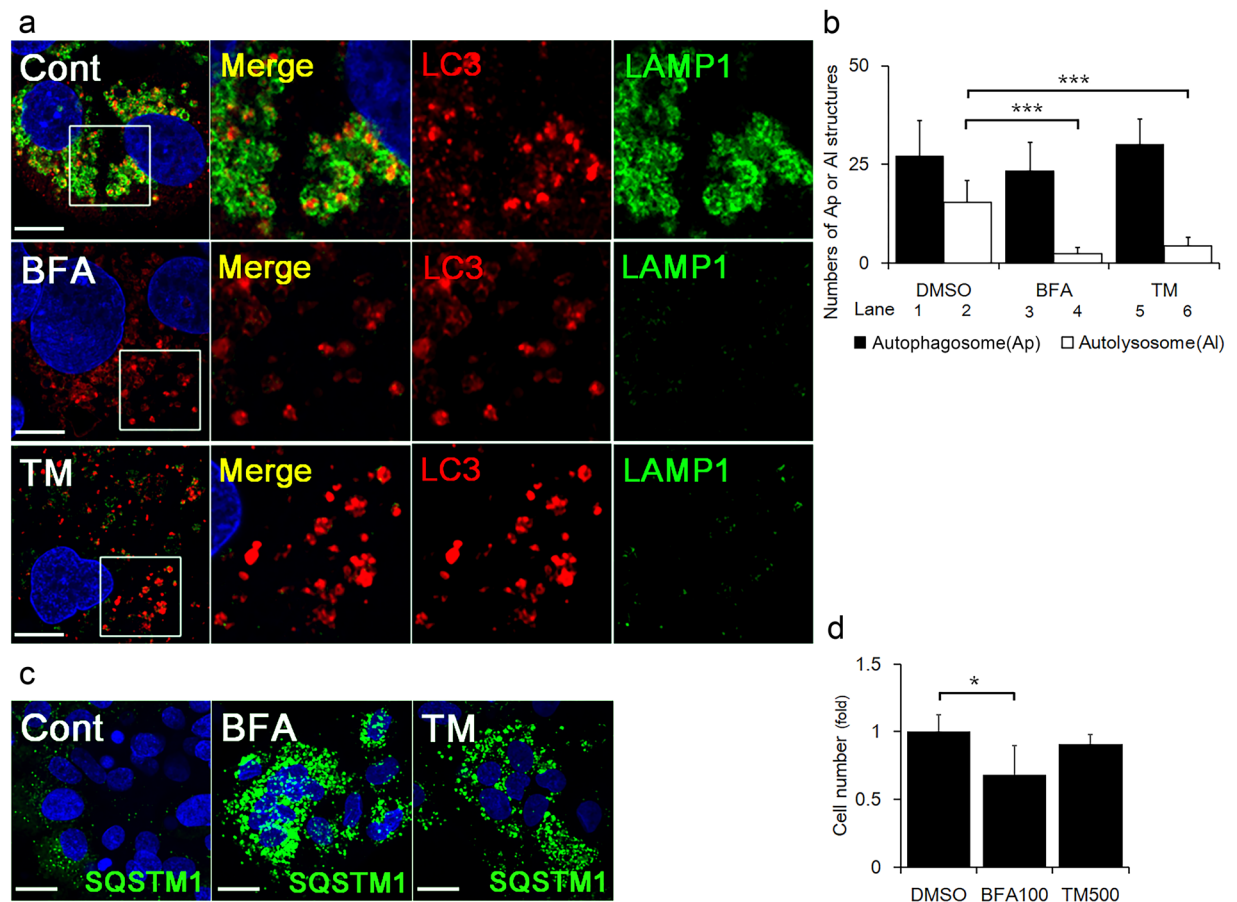 a
Cont
Merge
LC3
LAMP1
BFA
Merge
LC3
LAMP1
TM
Merge
LC3
LAMP1
b
Numbers of Ap or Al structures
50
25
0
***
***
DMSO
BFA
TM
Lane 1 2 3 4 5 6
Autophagosome(Ap)
Autolysosome(Al)
c
Cont
SQSTM1
BFA
SQSTM1
TM
SQSTM1
d
Cell number (fold)
1.5
1
0.5
0
*
DMSO
BFA100
TM500